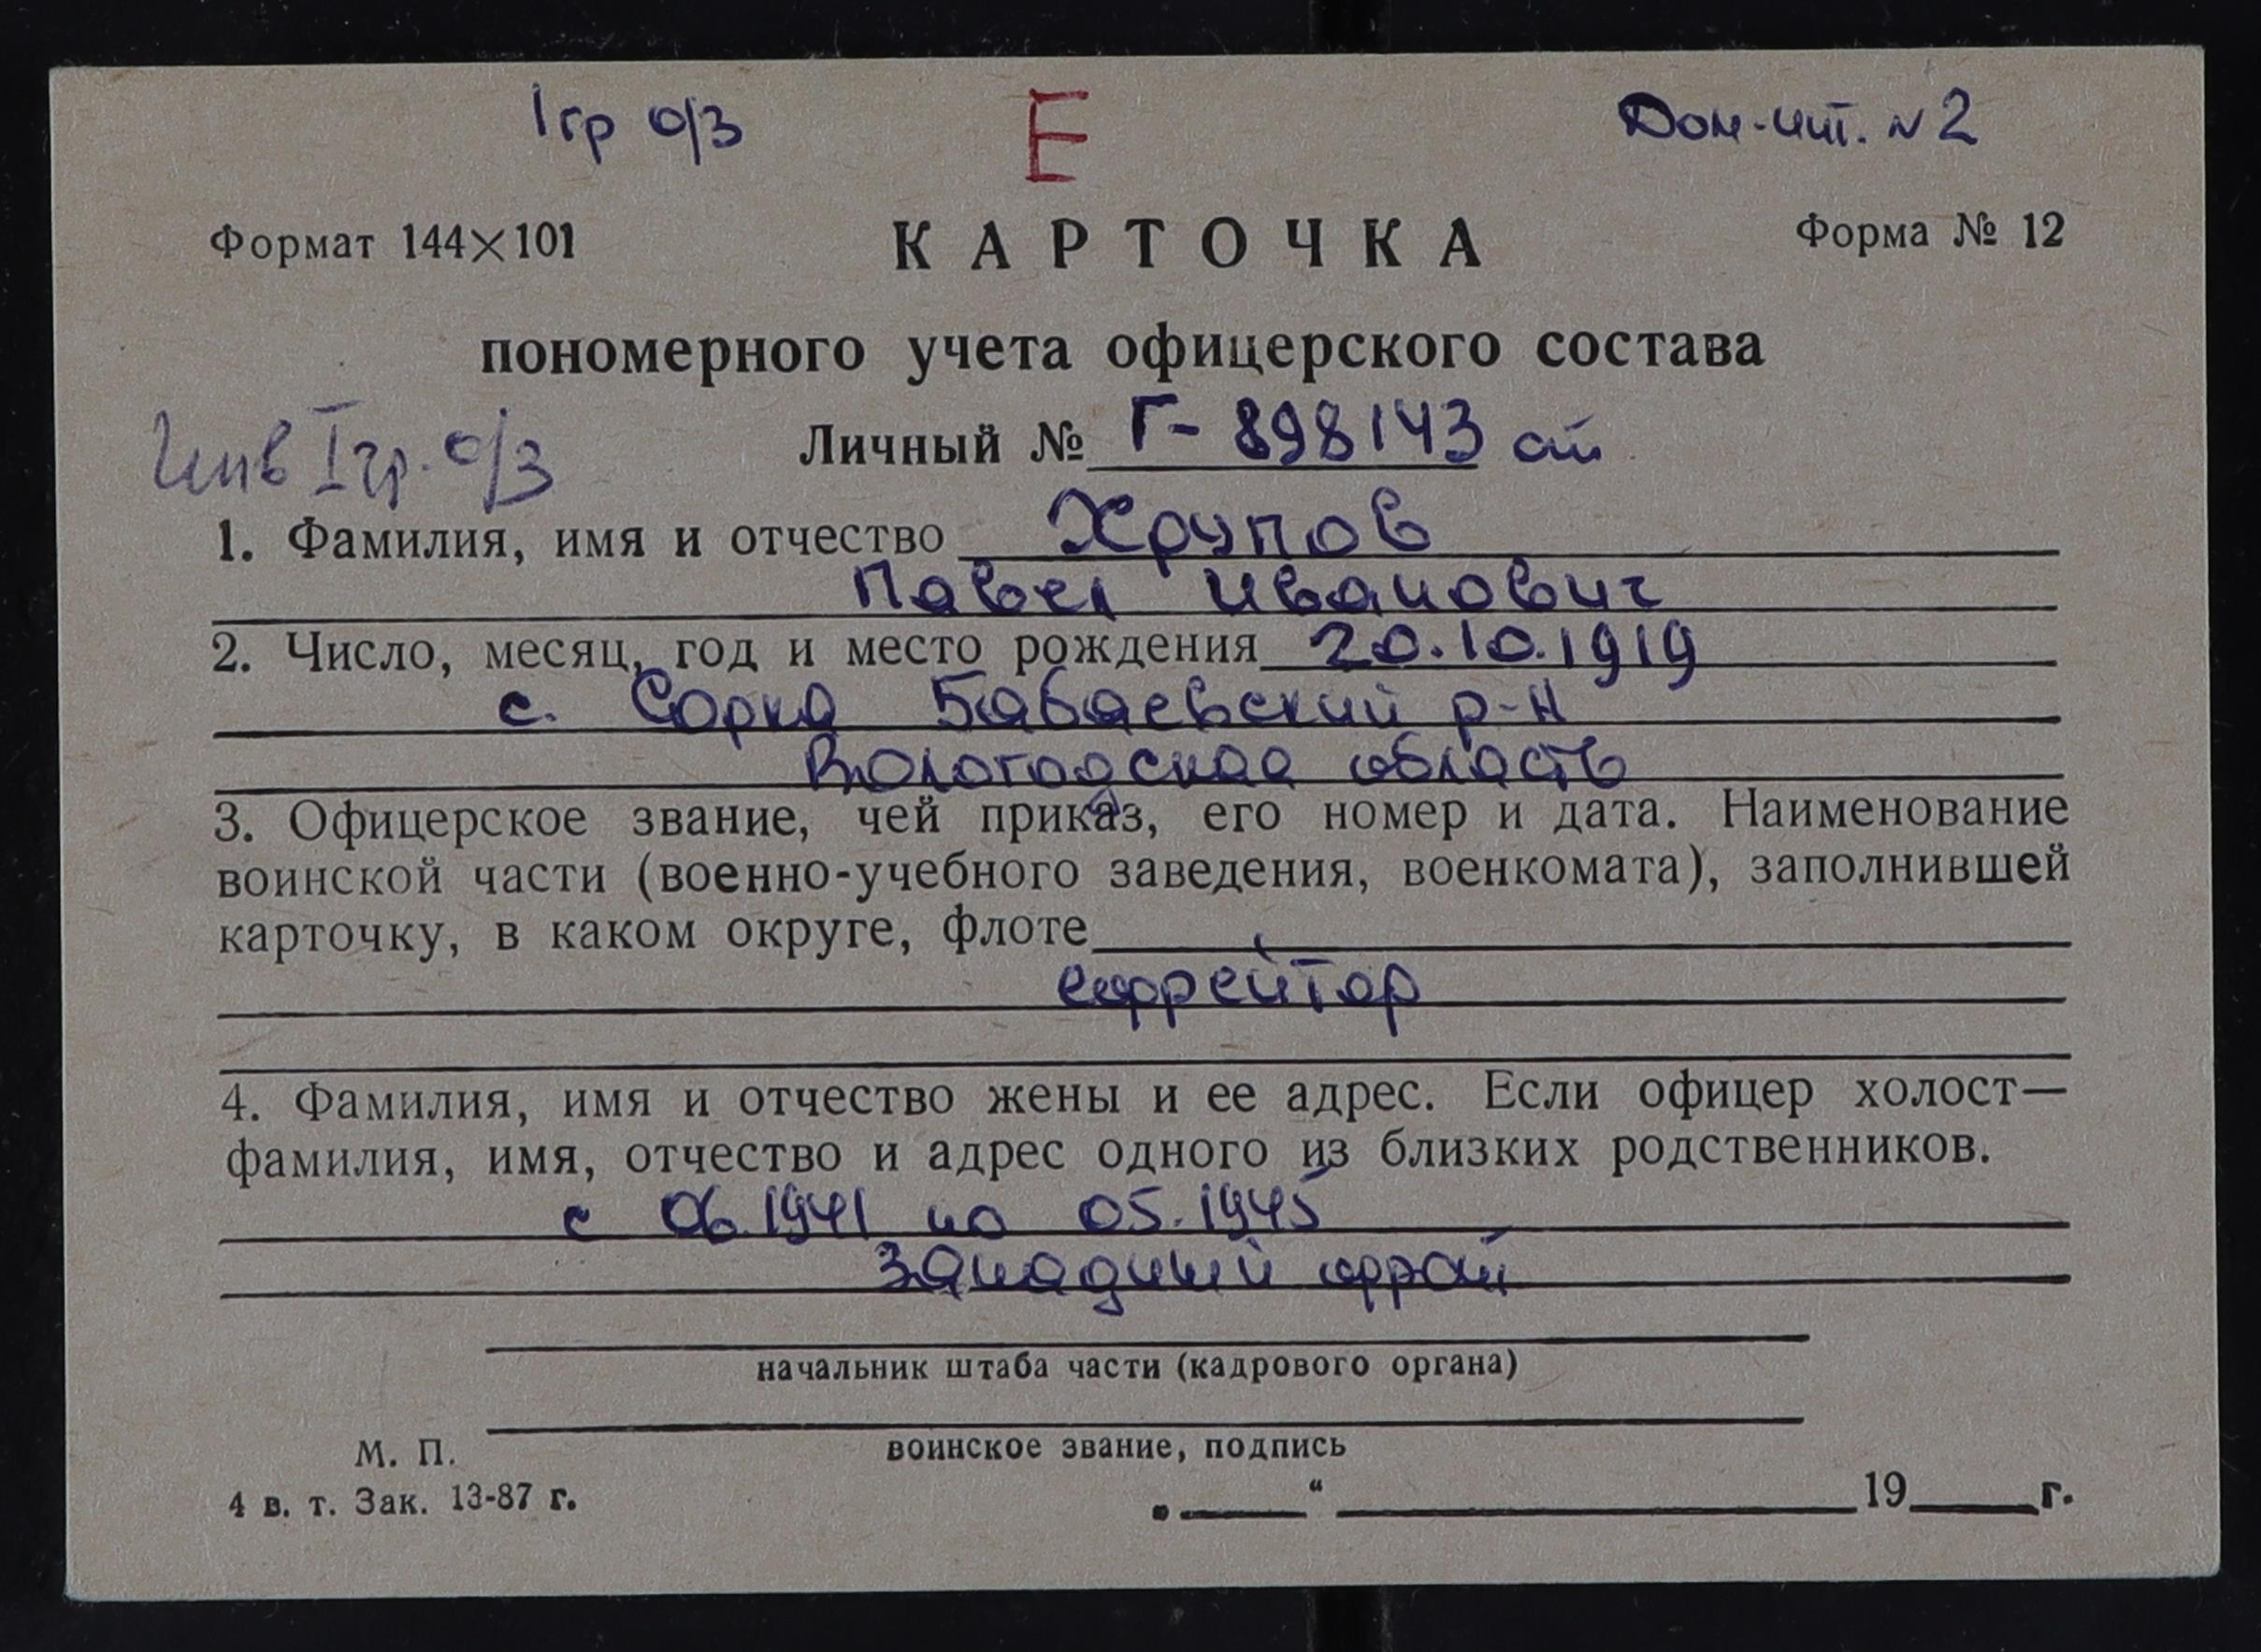 I гр о/з Е Дом-инт. N 2
Формат 144×101 КАРТОЧКА Форма № 12
пономерного учета офицерского состава
Инв I гр. о/з Личный № Г-898143
1. Фамилия, имя и отчество Хрупов
Павел Иванович
2. Число, месяц, год и место рождения 20.10.1919
с. Сорка Бабаевский р-н
Вологодская область
3. Офицерское звание, чей приказ, его номер и дата. Наименование
воинской части (военно-учебного заведения, военкомата), заполнившей
карточку, в каком округе, флоте
ефрейтор
4. Фамилия, имя и отчество жены и ее адрес. Если офицер холост—
фамилия, имя, отчество и адрес одного из близких родственников.
с 06.1941 по 05.1945
Западный фронт
начальник штаба части (кадрового органа)
М. П. воинское звание, подпись
4 в. т. Зак. 13-87 г. „ “ 19 г.